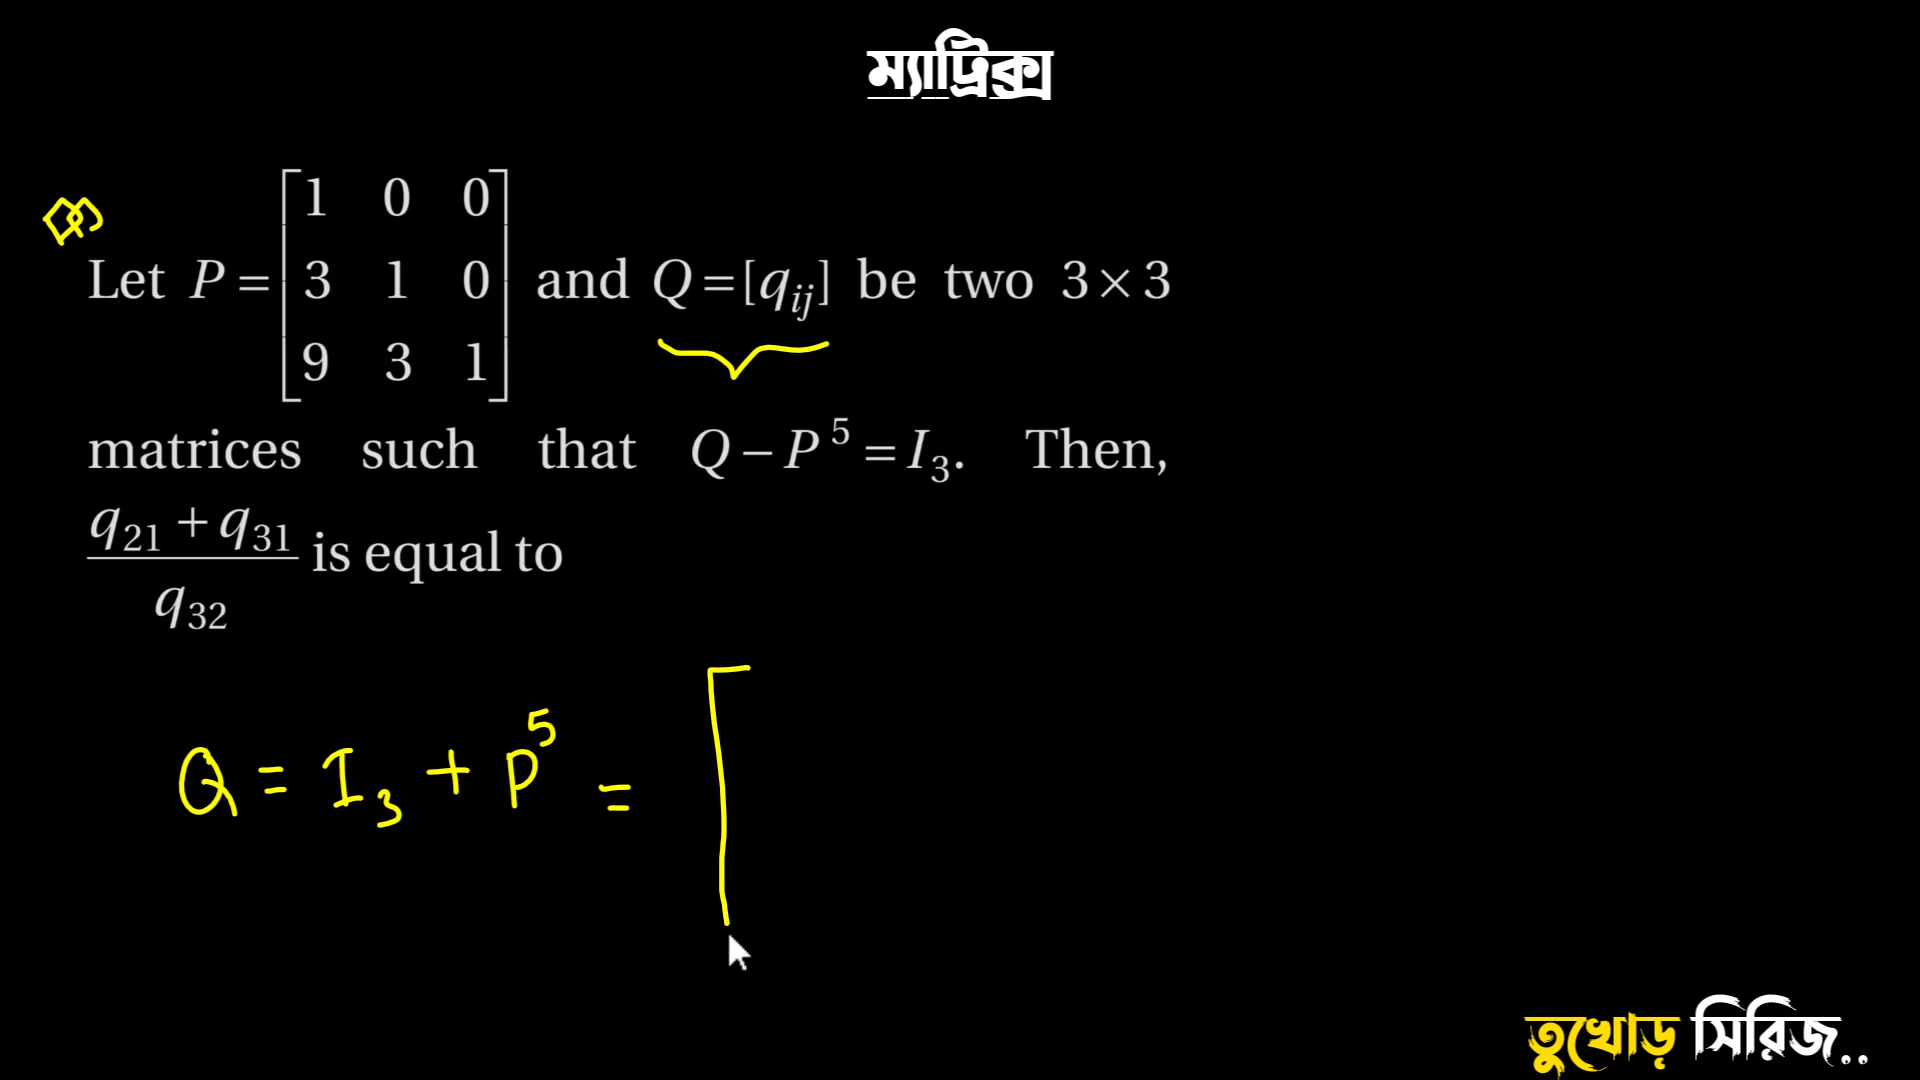 ম্যাট্রিক্স
Let P = [1 0 0; 3 1 0; 9 3 1] and Q = [q_ij] be two 3×3
matrices such that Q − P^5 = I_3. Then,
(q_21 + q_31)/q_32 is equal to
Q = I_3 + P^5 = [
তুখোড় সিরিজ..